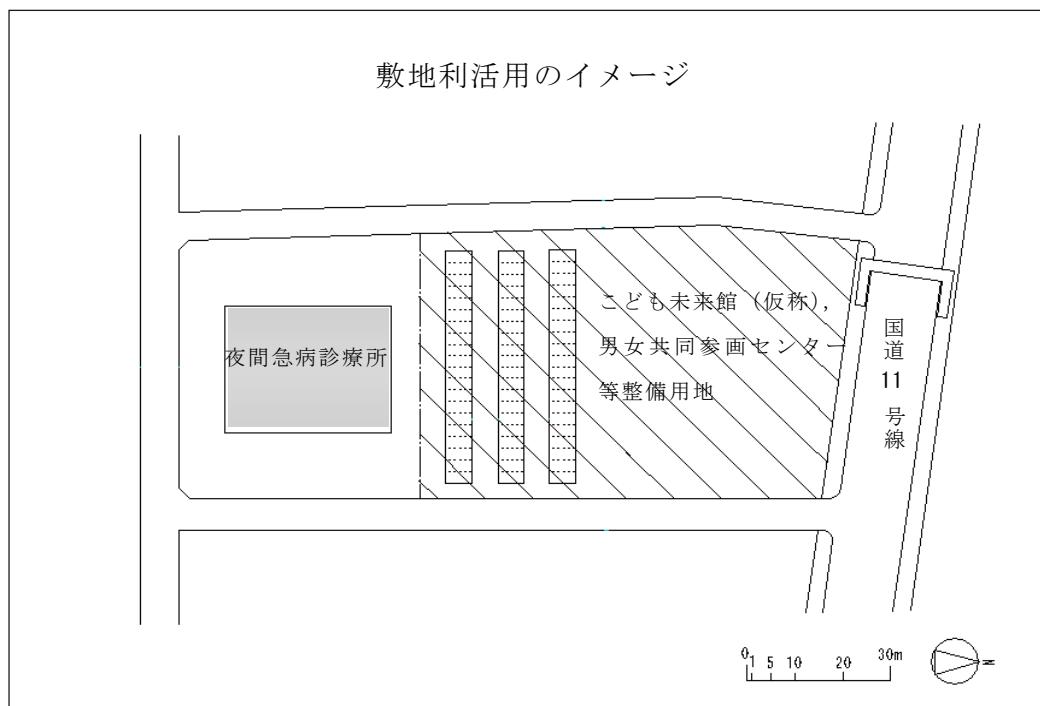 敷地利活用のイメージ
夜間急病診療所
こども未来館（仮称），
男女共同参画センター
等整備用地
国道11号線
0 1 5 10 20 30m
N